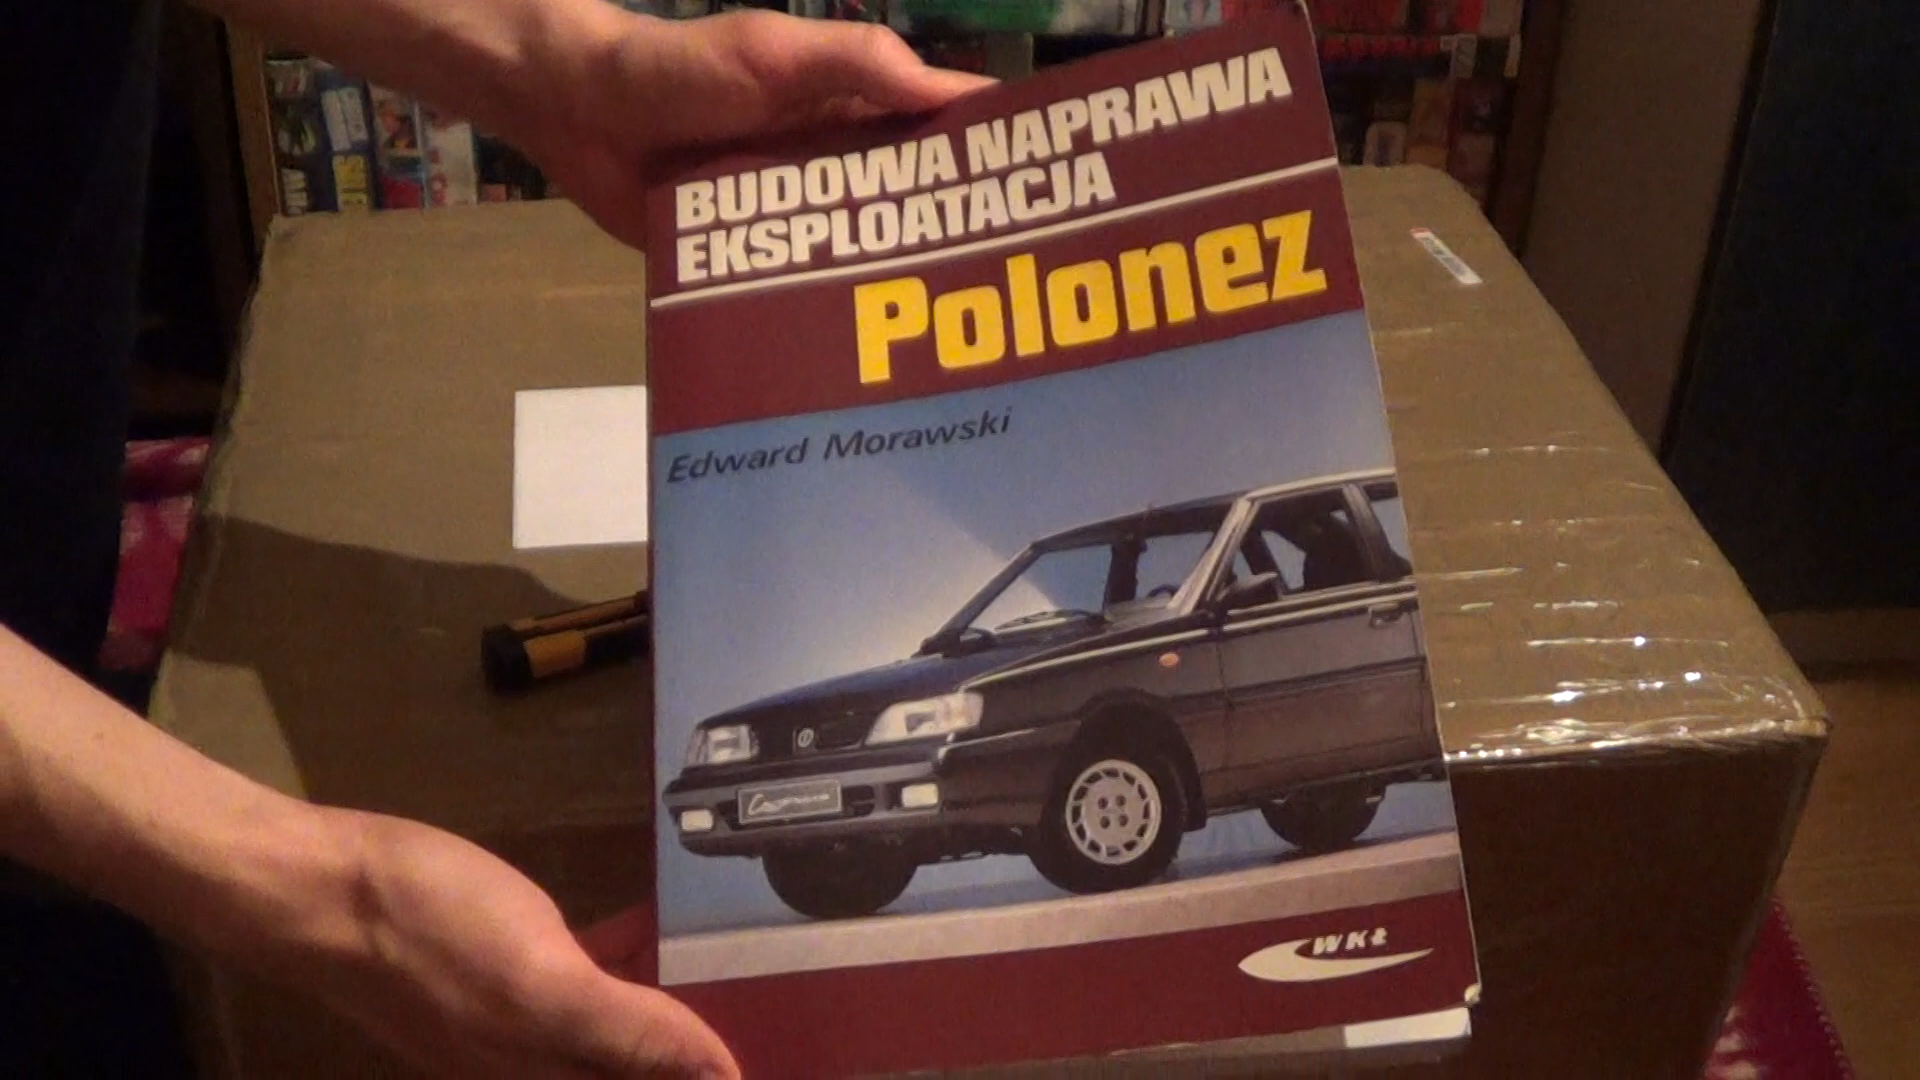 BUDOWA NAPRAWA
EKSPLOATACJA
Polonez
Edward Morawski
WKŁ